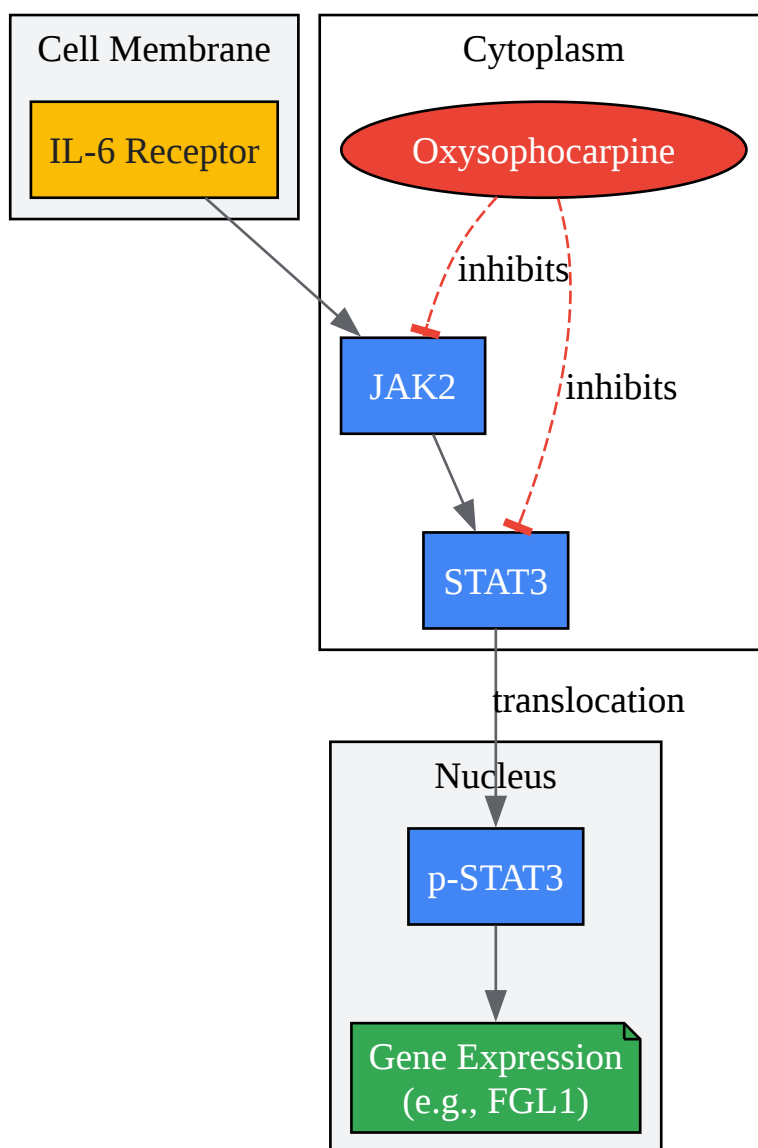 Cell Membrane
IL-6 Receptor
Cytoplasm
Oxysophocarpine
inhibits
JAK2
inhibits
STAT3
translocation
Nucleus
p-STAT3
Gene Expression
(e.g., FGL1)